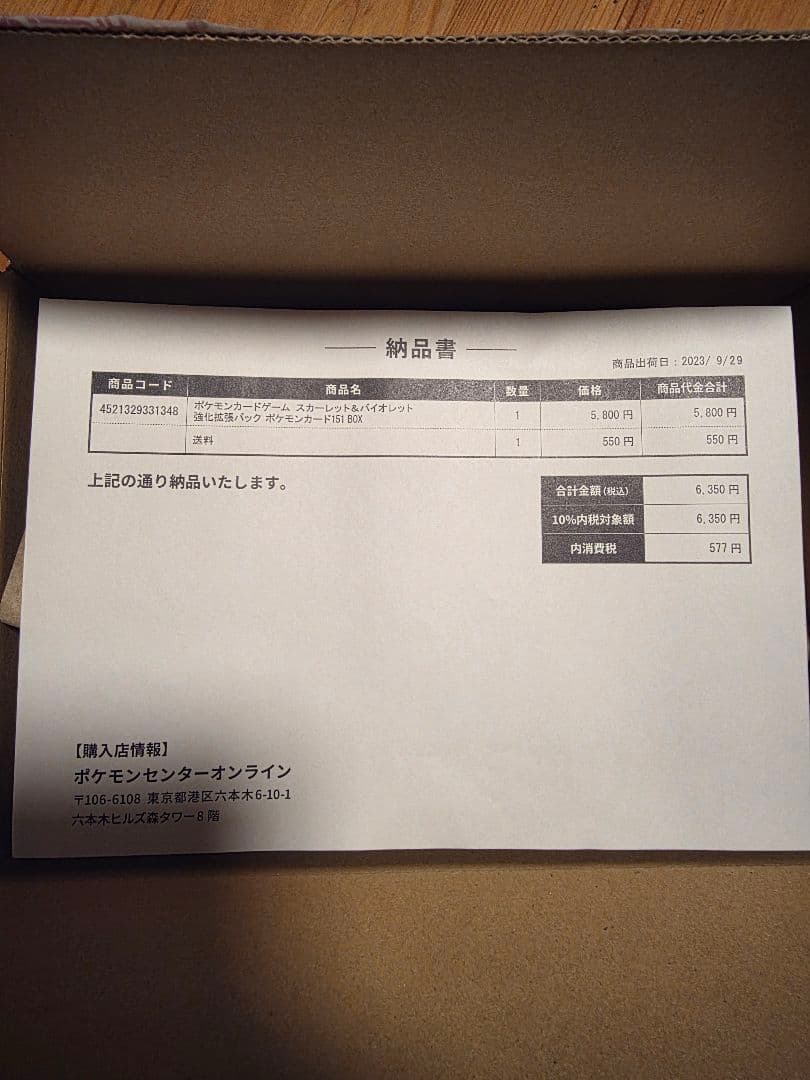 納品書
商品出荷日：2023/ 9/29
商品コード 商品名 数量 価格 商品代金合計
4521329331348 ポケモンカードゲーム スカーレット&バイオレット 1 5,800 円 5,800 円
強化拡張パック ポケモンカード151 BOX
送料 1 550 円 550 円
上記の通り納品いたします。
合計金額(税込) 6,350 円
10%内税対象額 6,350 円
内消費税 577 円
【購入店情報】
ポケモンセンターオンライン
〒106-6108 東京都港区六本木6-10-1
六本木ヒルズ森タワー8階